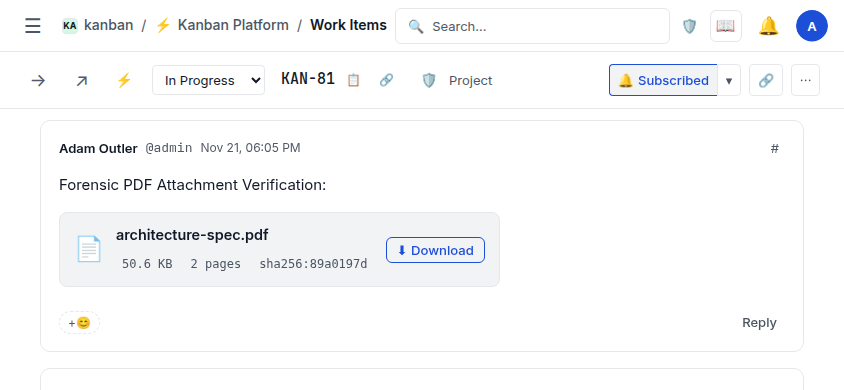 KA kanban / Kanban Platform / Work Items Search... A
In Progress KAN-81 Project Subscribed ...
Adam Outler @admin Nov 21, 06:05 PM #
Forensic PDF Attachment Verification:
architecture-spec.pdf
50.6 KB 2 pages sha256:89a0197d
Download
+
Reply